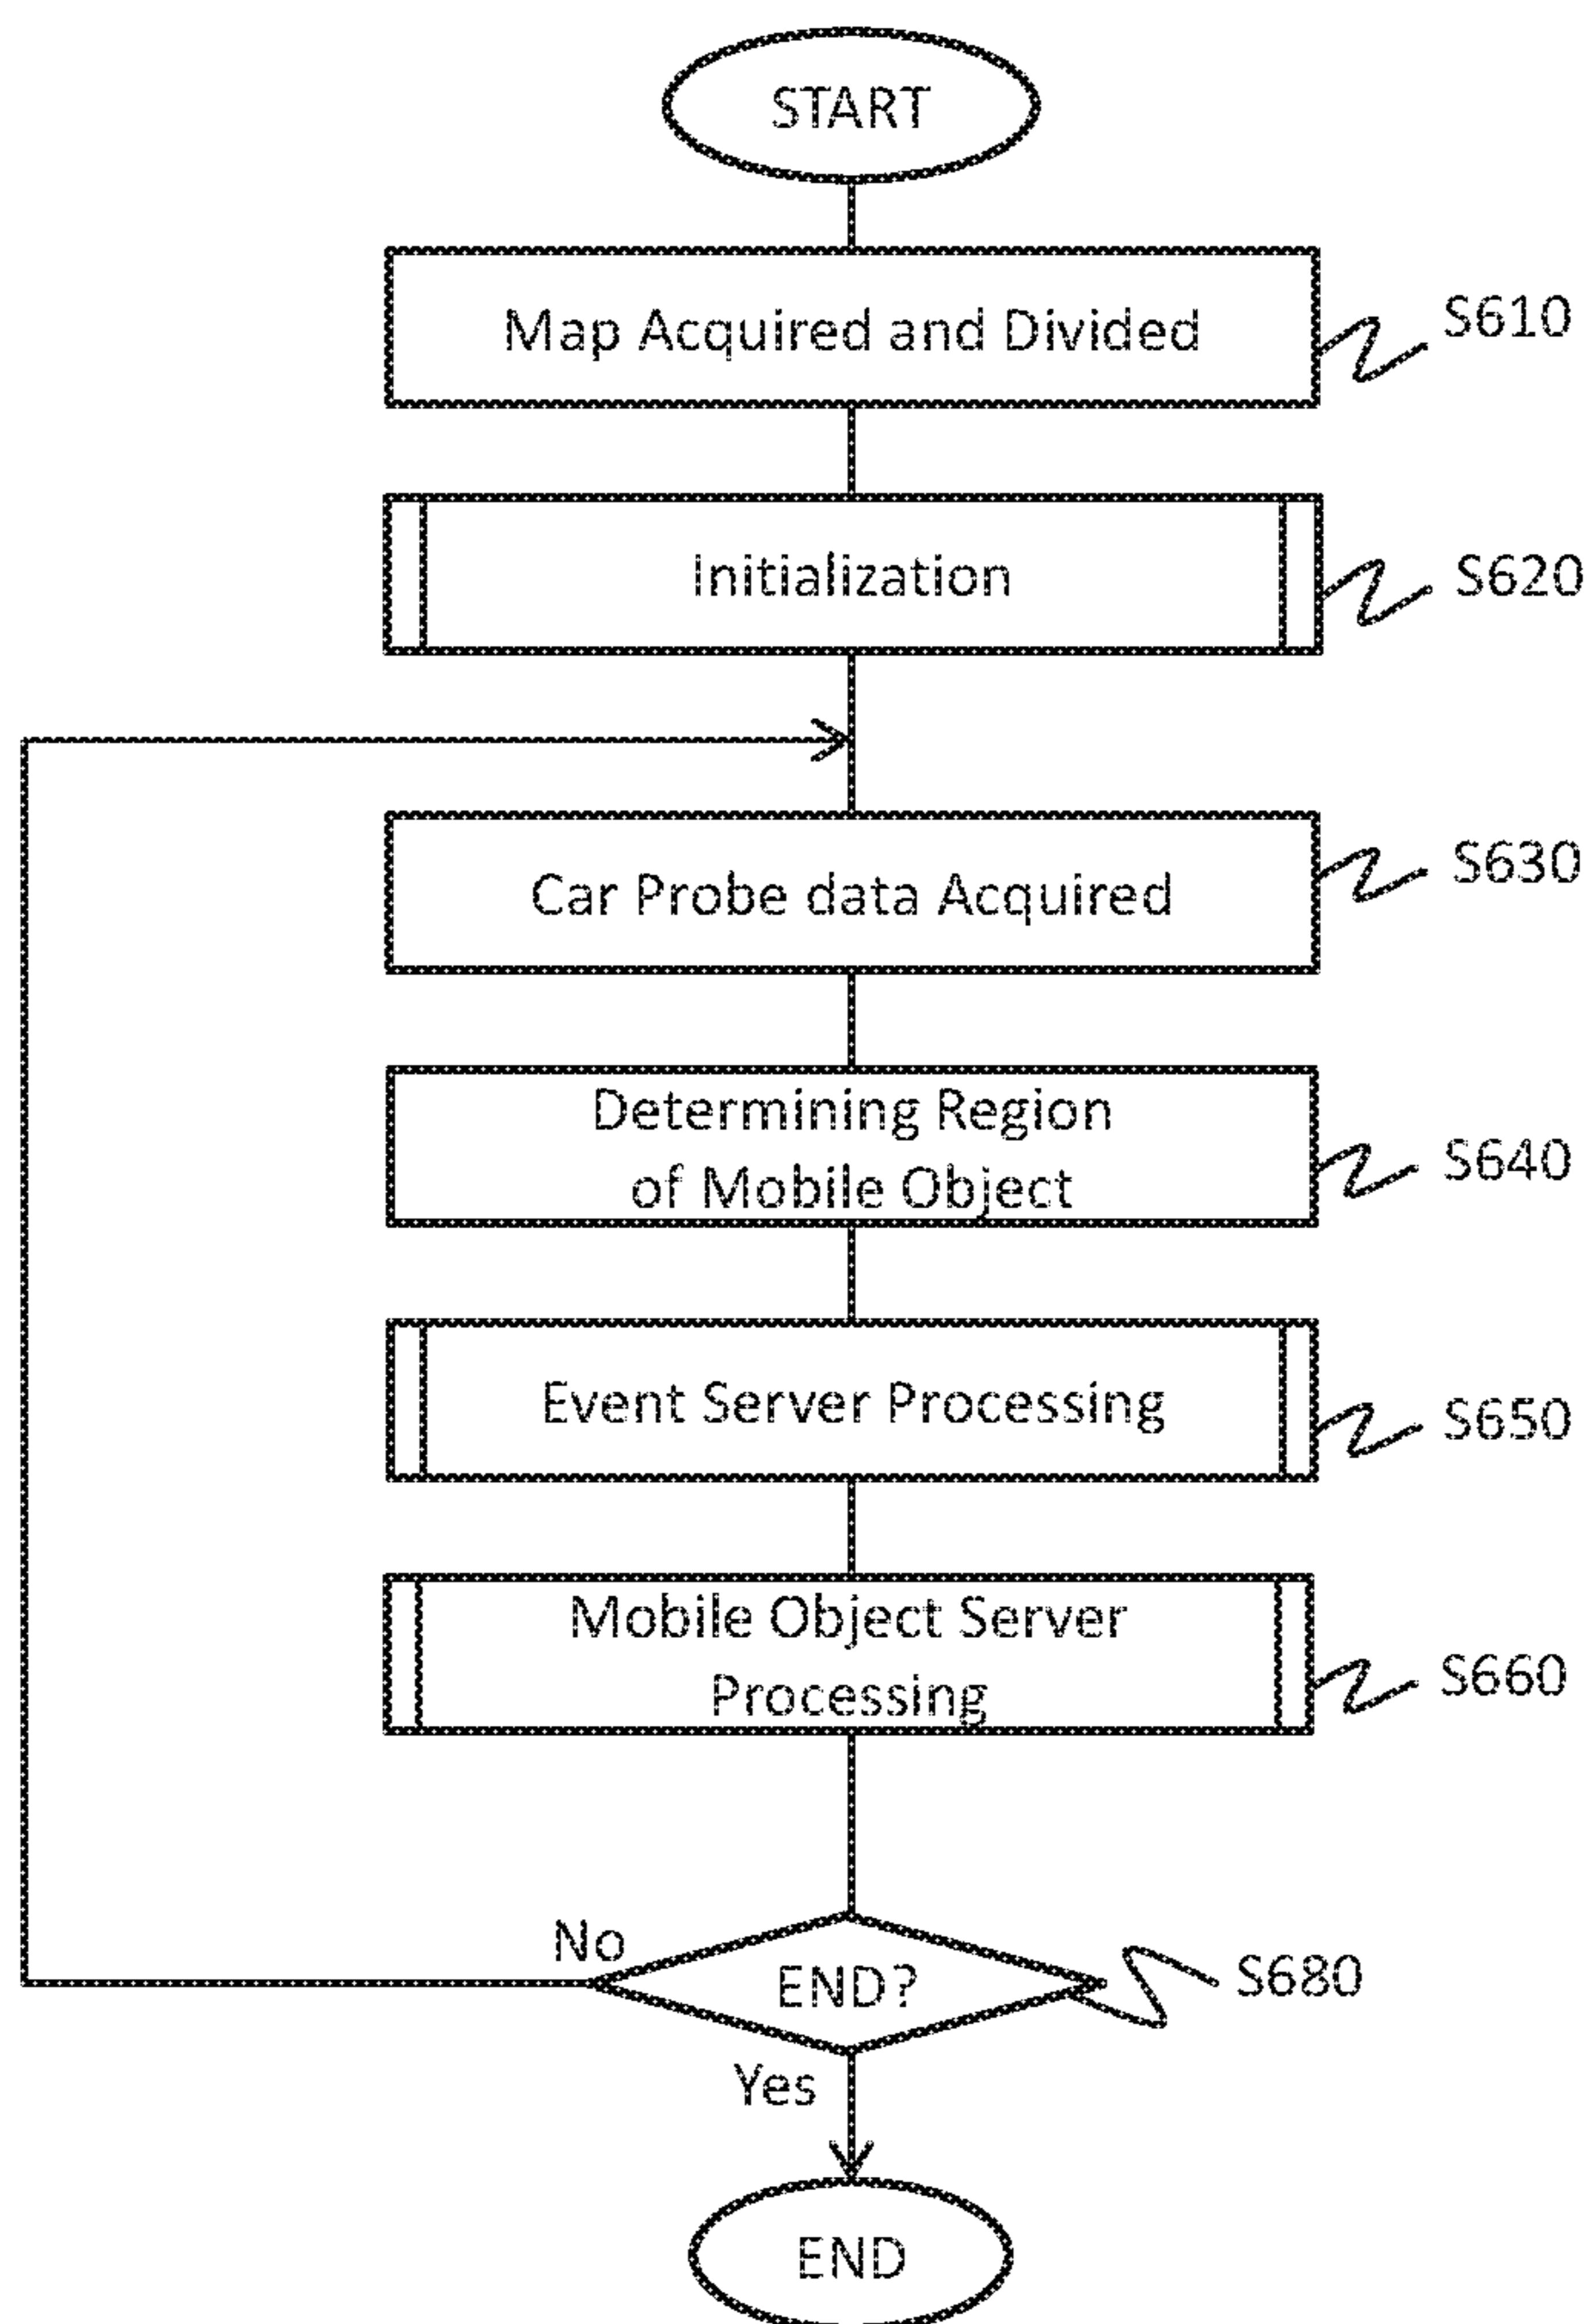 START
Map Acquired and Divided
S610
Initialization
S620
Car Probe data Acquired
S630
Determining Region
of Mobile Object
S640
Event Server Processing
S650
Mobile Object Server
Processing
S660
No
END?
S680
Yes
END